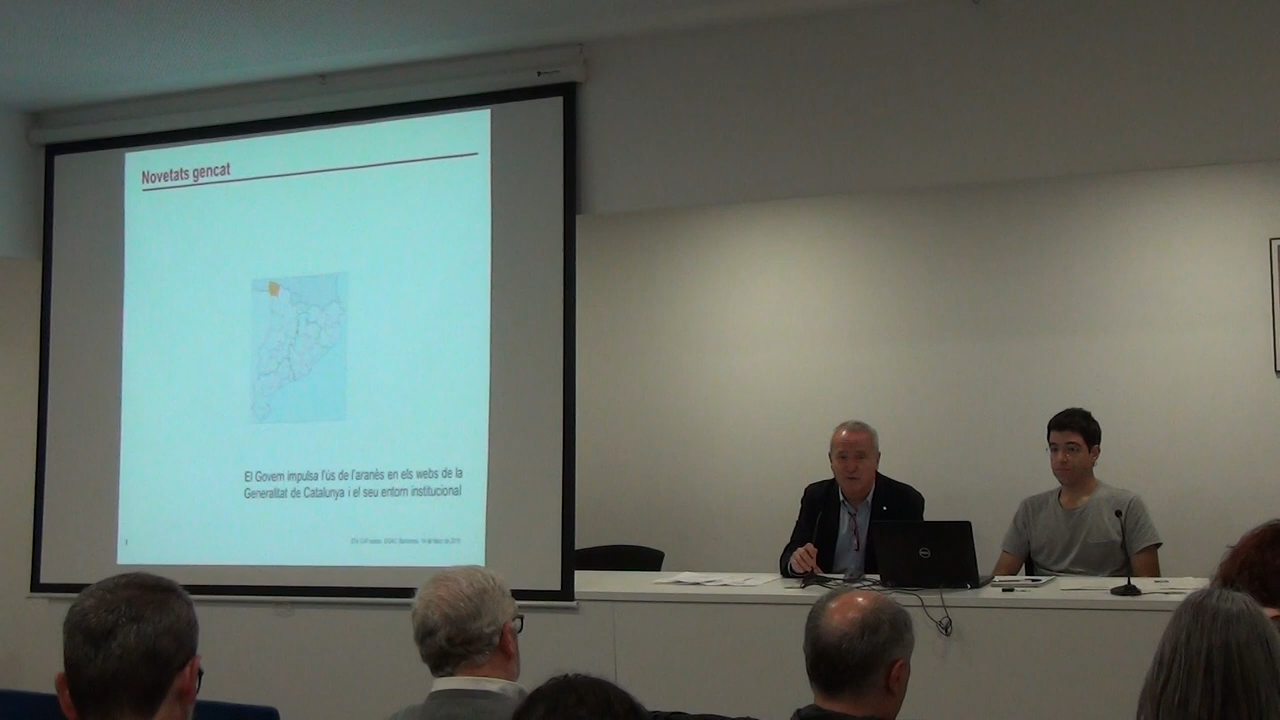 Novetats gencat
El Govern impulsa l'ús de l'aranès en els webs de la
Generalitat de Catalunya i el seu entorn institucional
DELL